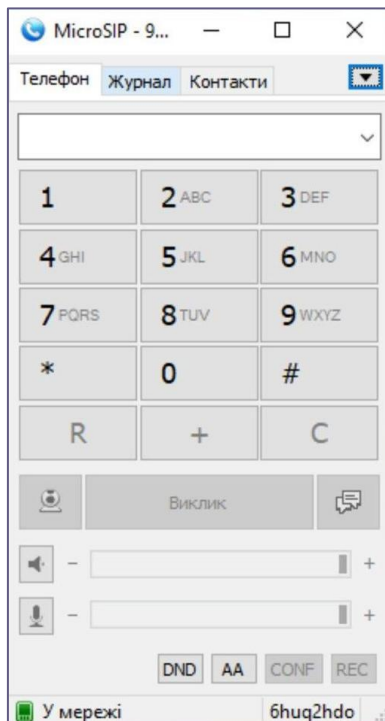 MicroSIP - 9...
Телефон Журнал Контакти
1 2 ABC 3 DEF
4 GHI 5 JKL 6 MNO
7 PQRS 8 TUV 9 WXYZ
* 0 #
R + C
Виклик
- +
- +
DND AA CONF REC
У мережі 6huq2hdo